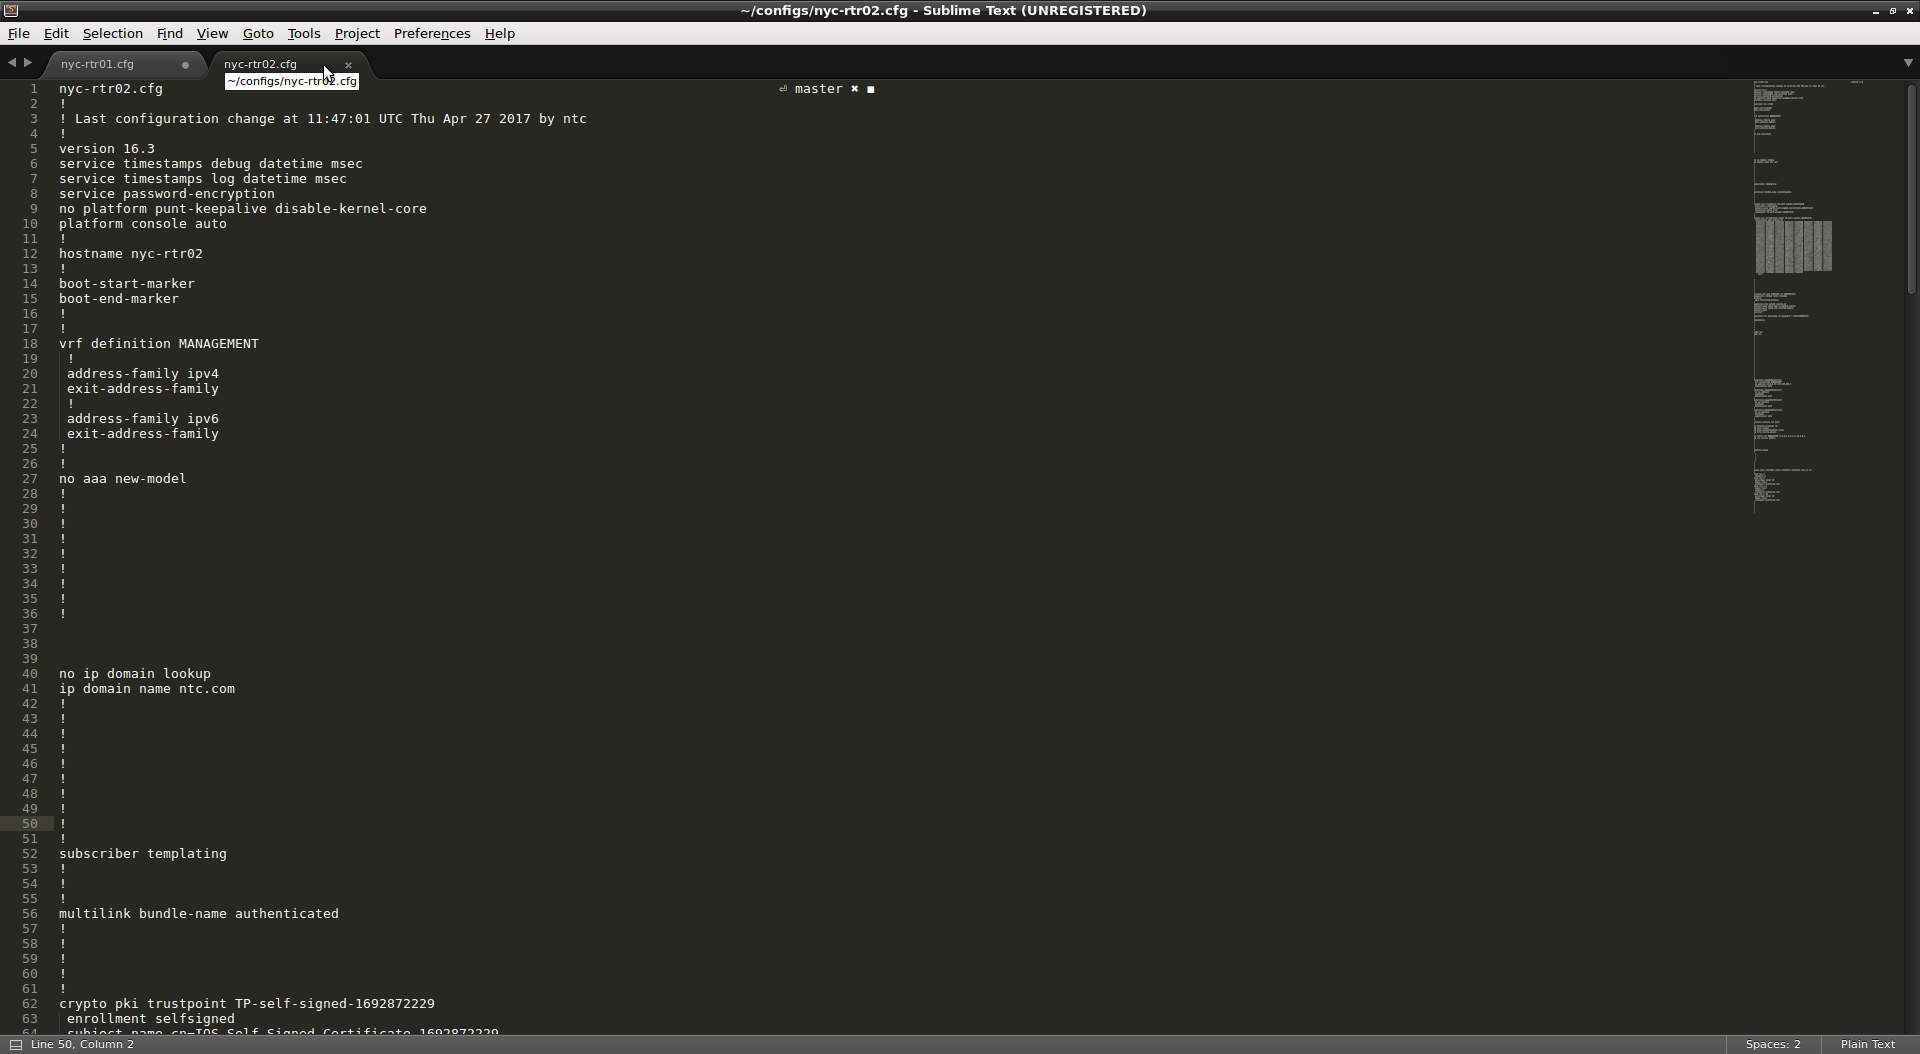 ~/configs/nyc-rtr02.cfg - Sublime Text (UNREGISTERED)
File Edit Selection Find View Goto Tools Project Preferences Help
nyc-rtr01.cfg nyc-rtr02.cfg
~/configs/nyc-rtr02.cfg
1 nyc-rtr02.cfg ⏎ master ✖ ■
2 !
3 ! Last configuration change at 11:47:01 UTC Thu Apr 27 2017 by ntc
4 !
5 version 16.3
6 service timestamps debug datetime msec
7 service timestamps log datetime msec
8 service password-encryption
9 no platform punt-keepalive disable-kernel-core
10 platform console auto
11 !
12 hostname nyc-rtr02
13 !
14 boot-start-marker
15 boot-end-marker
16 !
17 !
18 vrf definition MANAGEMENT
19 !
20 address-family ipv4
21 exit-address-family
22 !
23 address-family ipv6
24 exit-address-family
25 !
26 !
27 no aaa new-model
28 !
29 !
30 !
31 !
32 !
33 !
34 !
35 !
36 !
37
38
39
40 no ip domain lookup
41 ip domain name ntc.com
42 !
43 !
44 !
45 !
46 !
47 !
48 !
49 !
50 !
51 !
52 subscriber templating
53 !
54 !
55 !
56 multilink bundle-name authenticated
57 !
58 !
59 !
60 !
61 !
62 crypto pki trustpoint TP-self-signed-1692872229
63 enrollment selfsigned
64 subject-name cn=IOS-Self-Signed-Certificate-1692872229
Line 50, Column 2 Spaces: 2 Plain Text